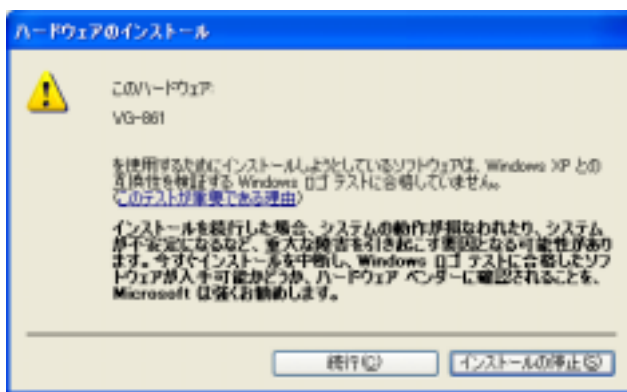 ハードウェアのインストール
このハードウェア:
VG-861
を使用するためにインストールしようとしているソフトウェアは、Windows XP との
互換性を検証する Windows ロゴ テストに合格していません。
(このテストが重要である理由)
インストールを続行した場合、システムの動作が損なわれたり、システム
が不安定になるなど、重大な障害を引き起こす要因となる可能性があり
ます。今すぐインストールを中断し、Windows ロゴ テストに合格したソフ
トウェアが入手可能かどうか、ハードウェア ベンダーに確認されることを、
Microsoft は強くお勧めします。
続行(C)
インストールの停止(S)